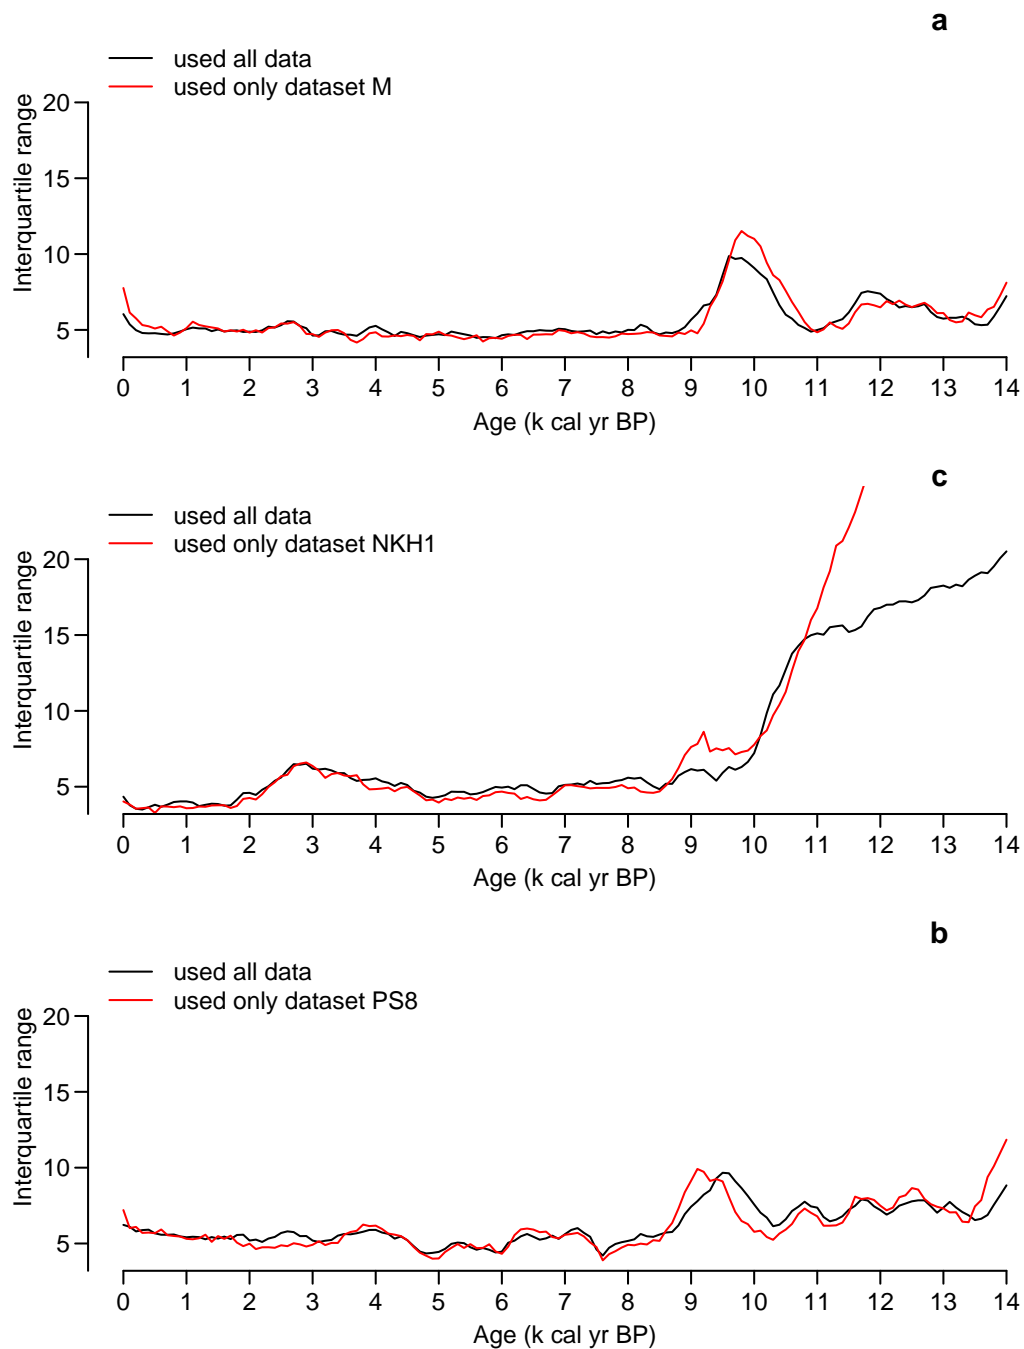 a
used all data
used only dataset M
Interquartile range
20
15
10
5
0 1 2 3 4 5 6 7 8 9 10 11 12 13 14
Age (k cal yr BP)
c
used all data
used only dataset NKH1
Interquartile range
20
15
10
5
0 1 2 3 4 5 6 7 8 9 10 11 12 13 14
Age (k cal yr BP)
b
used all data
used only dataset PS8
Interquartile range
20
15
10
5
0 1 2 3 4 5 6 7 8 9 10 11 12 13 14
Age (k cal yr BP)